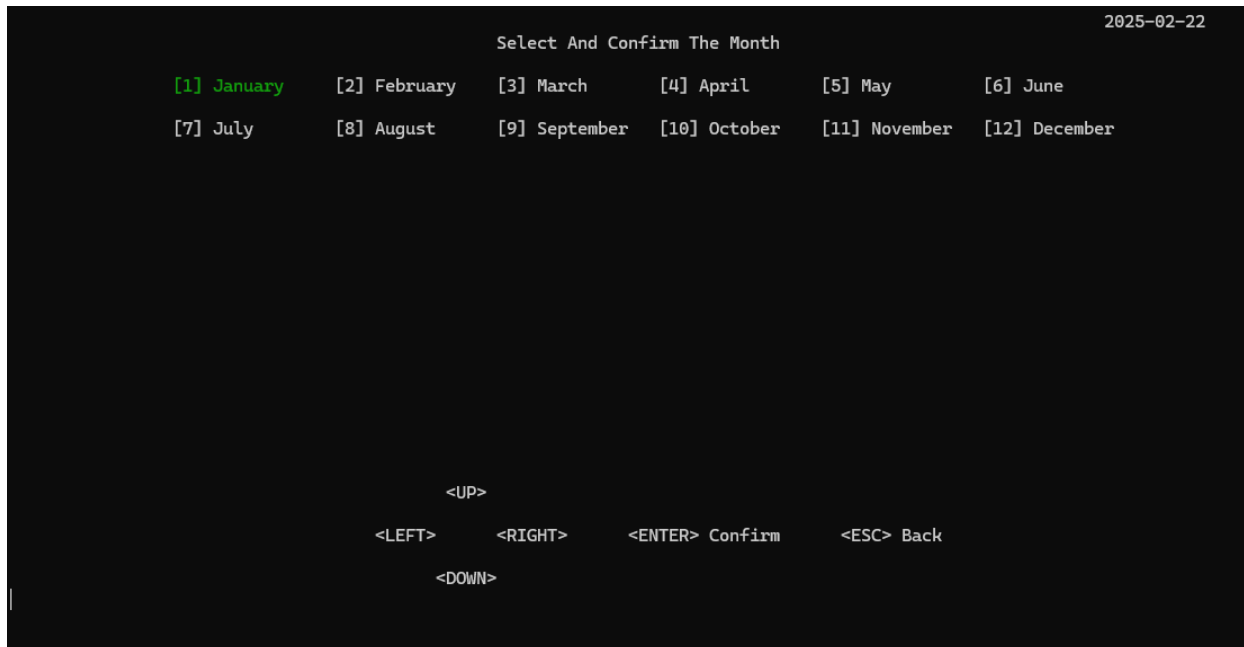 2025-02-22
Select And Confirm The Month
[1] January [2] February [3] March [4] April [5] May [6] June
[7] July [8] August [9] September [10] October [11] November [12] December
<UP>
<LEFT> <RIGHT> <ENTER> Confirm <ESC> Back
<DOWN>